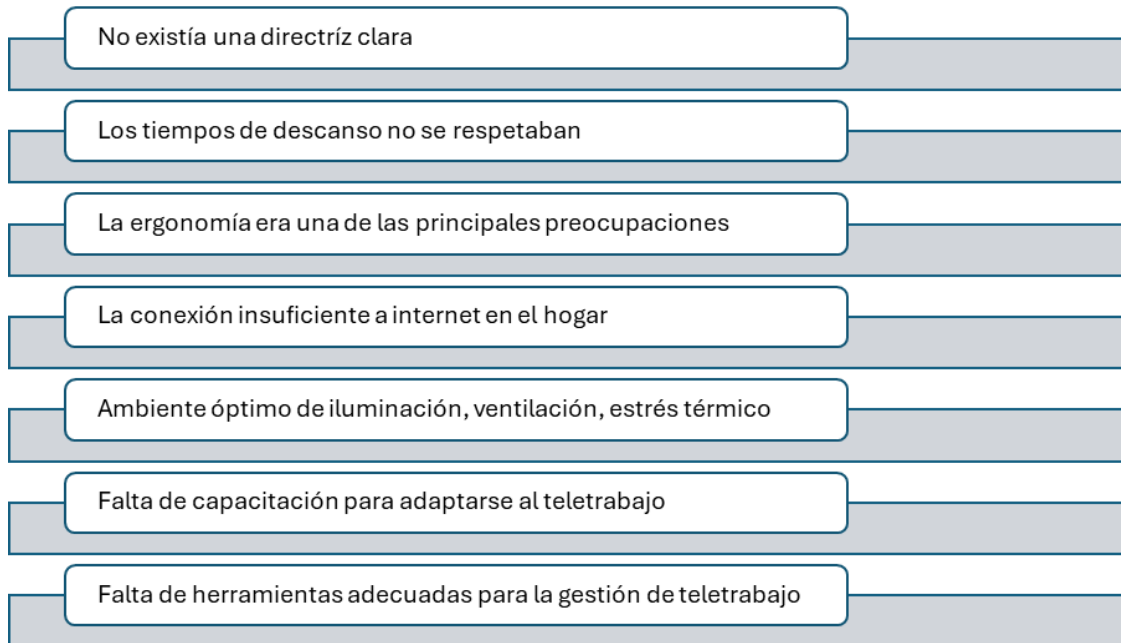 No existía una directríz clara
Los tiempos de descanso no se respetaban
La ergonomía era una de las principales preocupaciones
La conexión insuficiente a internet en el hogar
Ambiente óptimo de iluminación, ventilación, estrés térmico
Falta de capacitación para adaptarse al teletrabajo
Falta de herramientas adecuadas para la gestión de teletrabajo